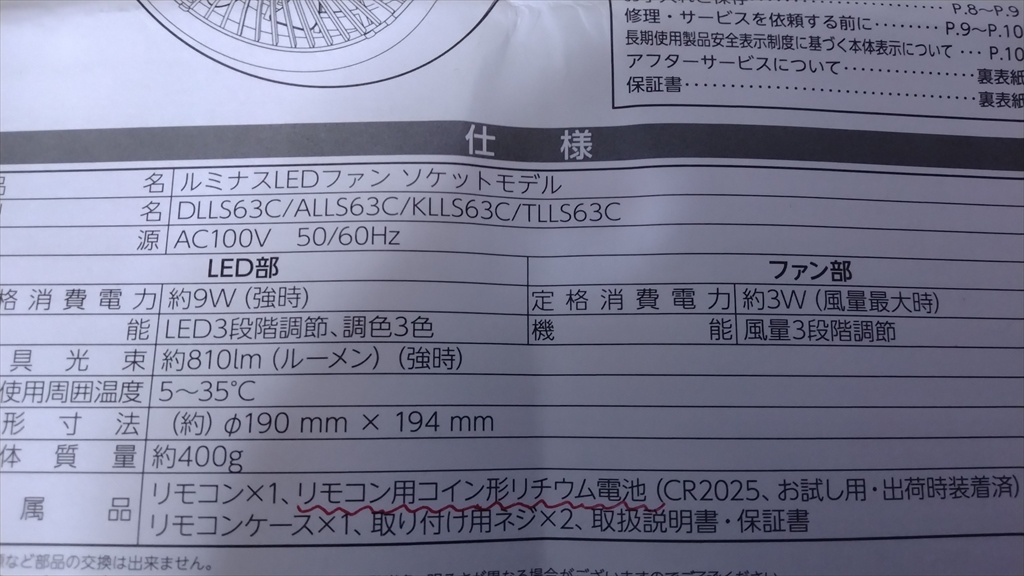 P.8～P.9
修理・サービスを依頼する前に P.9～P.10
長期使用製品安全表示制度に基づく本体表示について P.10
アフターサービスについて 裏表紙
保証書 裏表紙
仕 様
名 ルミナスLEDファン ソケットモデル
名 DLLS63C/ALLS63C/KLLS63C/TLLS63C
源 AC100V 50/60Hz
LED部 ファン部
格消費電力 約9W (強時) 定格消費電力 約3W (風量最大時)
能 LED3段階調節、調色3色 機能 風量3段階調節
具光束 約810lm (ルーメン) (強時)
使用周囲温度 5～35℃
形寸法 (約) φ190 mm × 194 mm
体質量 約400g
属品 リモコン×1、リモコン用コイン形リチウム電池 (CR2025、お試し用・出荷時装着済)
リモコンケース×1、取り付け用ネジ×2、取扱説明書・保証書
など部品の交換は出来ません。